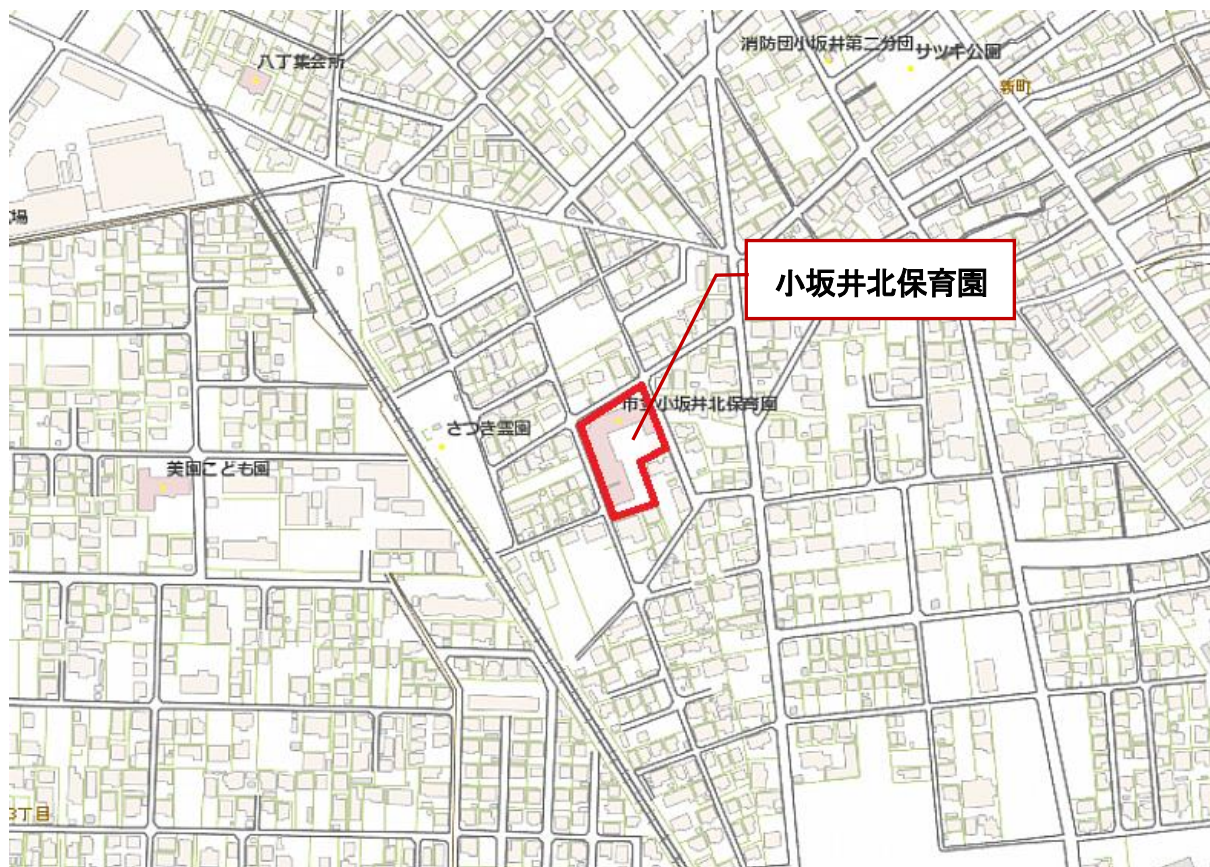 消防団小坂井第二分団
サツキ公園
八丁集会所
新町
場
小坂井北保育園
市立小坂井北保育園
さつき霊園
美園こども園
3丁目